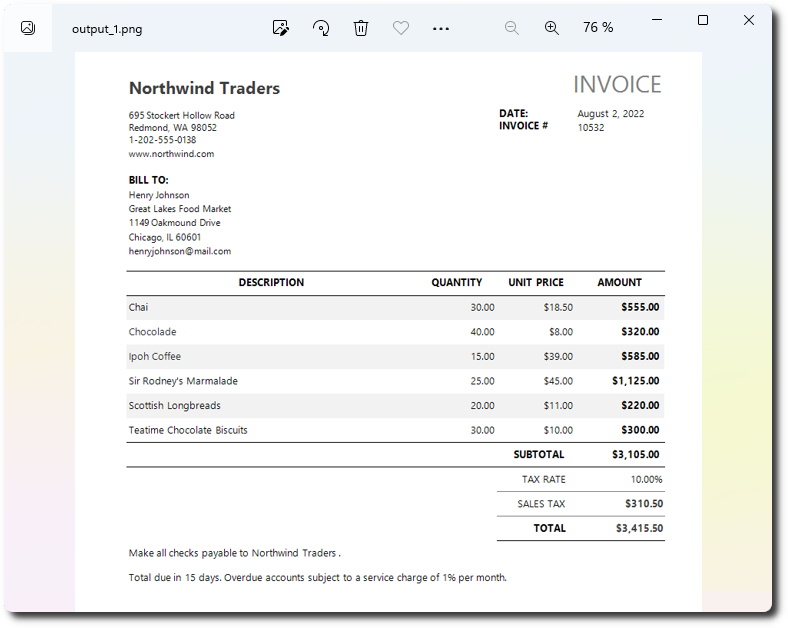 output_1.png
76 %
Northwind Traders
INVOICE
695 Stockert Hollow Road
Redmond, WA 98052
1-202-555-0138
www.northwind.com
DATE: August 2, 2022
INVOICE # 10532
BILL TO:
Henry Johnson
Great Lakes Food Market
1149 Oakmound Drive
Chicago, IL 60601
henryjohnson@mail.com
DESCRIPTION QUANTITY UNIT PRICE AMOUNT
Chai 30.00 $18.50 $555.00
Chocolade 40.00 $8.00 $320.00
Ipoh Coffee 15.00 $39.00 $585.00
Sir Rodney's Marmalade 25.00 $45.00 $1,125.00
Scottish Longbreads 20.00 $11.00 $220.00
Teatime Chocolate Biscuits 30.00 $10.00 $300.00
SUBTOTAL $3,105.00
TAX RATE 10.00%
SALES TAX $310.50
TOTAL $3,415.50
Make all checks payable to Northwind Traders .
Total due in 15 days. Overdue accounts subject to a service charge of 1% per month.